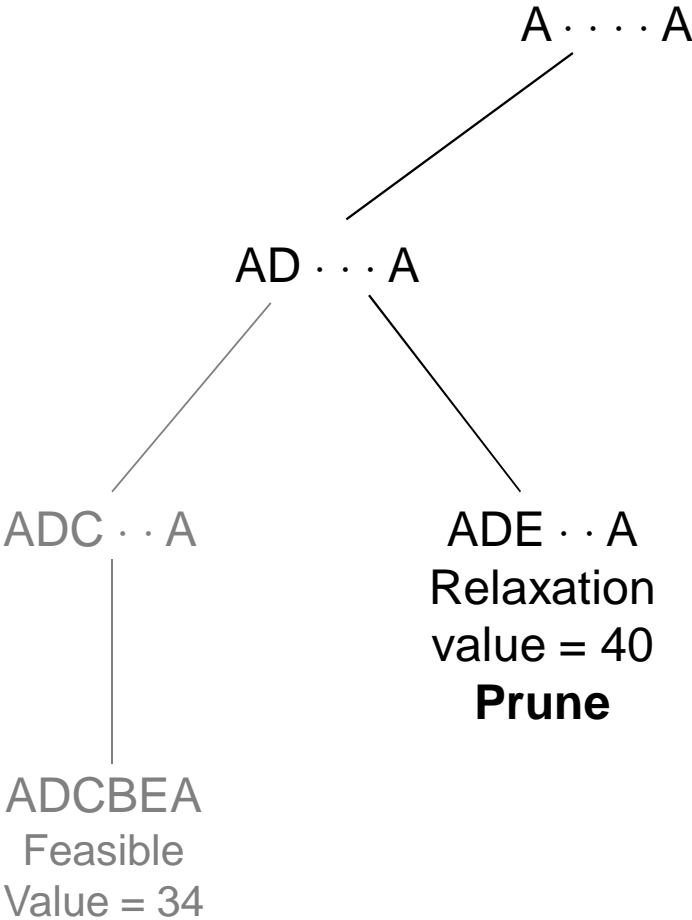 A · · · · A
AD · · · A
ADC · · A
ADE · · A
Relaxation
value = 40
Prune
ADCBEA
Feasible
Value = 34